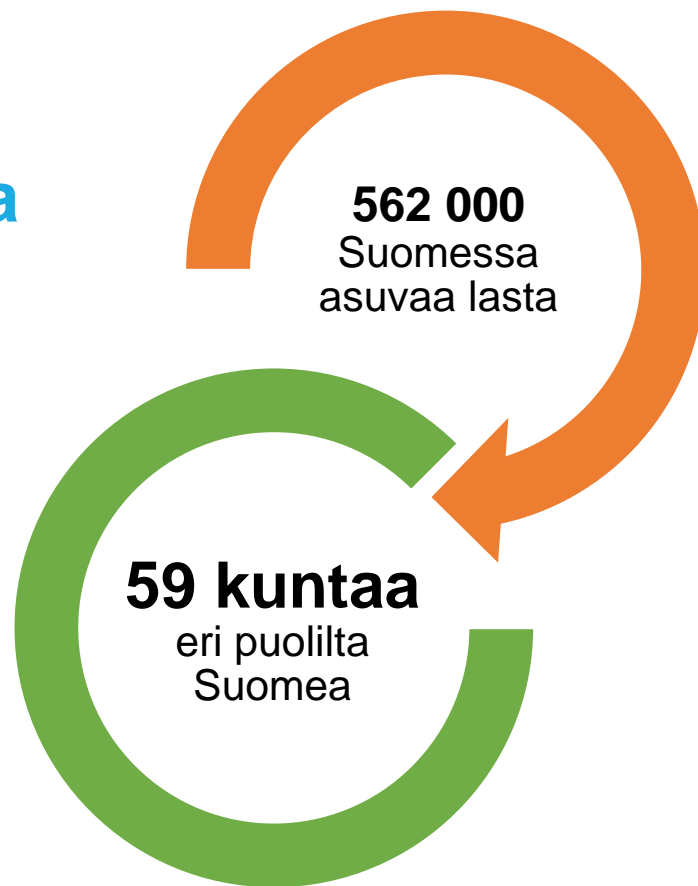 a
562 000
Suomessa
asuvaa lasta
59 kuntaa
eri puolilta
Suomea